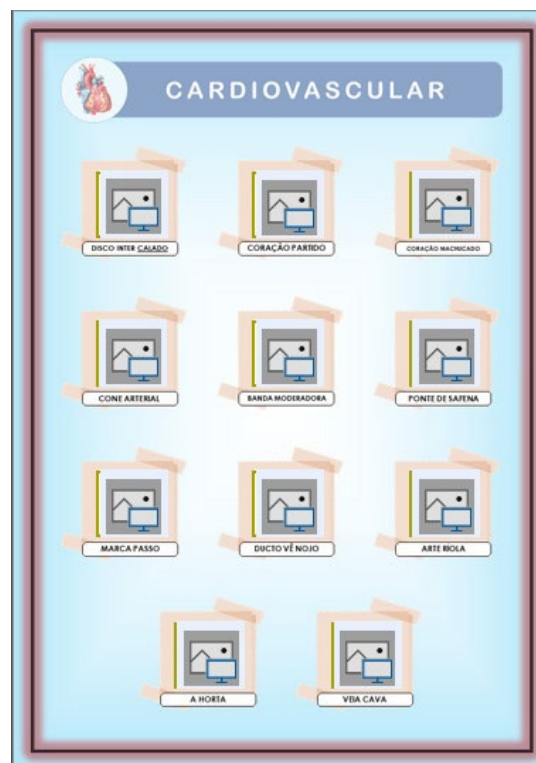 CARDIOVASCULAR
DISCO INTER CALADO
CORAÇÃO PARTIDO
CORAÇÃO MACHUCADO
CONE ARTERIAL
BANDA MODERADORA
PONTE DE SAFENA
MARCA PASSO
DUCTO VÊ NOJO
ARTE RÍOLA
A HORTA
VEIA CAVA